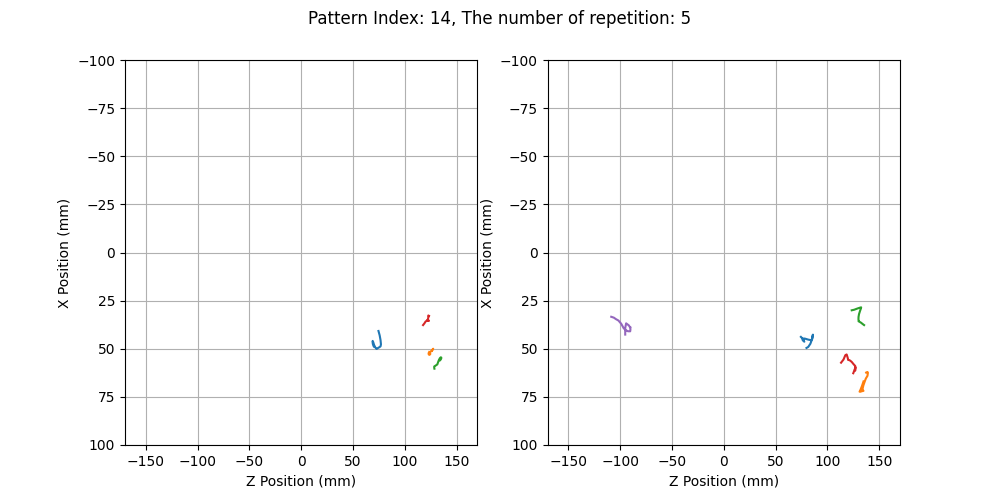 Pattern Index: 14, The number of repetition: 5
−100 −100
−75 −75
−50 −50
−25 −25
X Position (mm) 0 X Position (mm) 0
25 25
50 50
75 75
100 100
−150 −100 −50 0 50 100 150 −150 −100 −50 0 50 100 150
Z Position (mm) Z Position (mm)